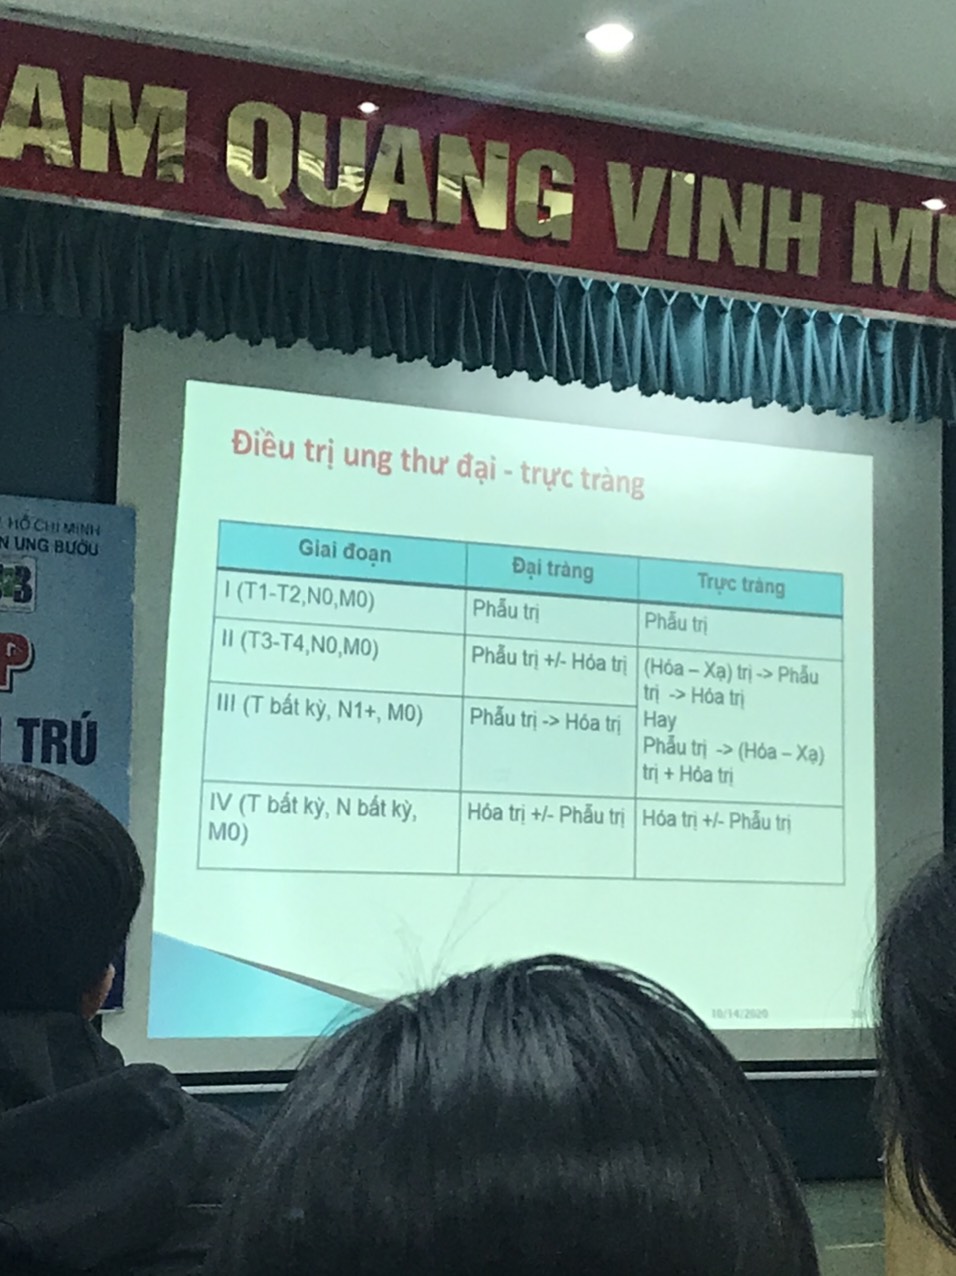 AM QUANG VINH MU
HỒ CHÍ MINH
N UNG BƯỚU
P
TRÚ
Điều trị ung thư đại - trực tràng
Giai đoạn
Đại tràng
Trực tràng
I (T1-T2,N0,M0)
Phẫu trị
Phẫu trị
II (T3-T4,N0,M0)
Phẫu trị +/- Hóa trị
(Hóa – Xạ) trị -> Phẫu
trị -> Hóa trị
Hay
Phẫu trị -> (Hóa – Xạ)
trị + Hóa trị
III (T bất kỳ, N1+, M0)
Phẫu trị -> Hóa trị
IV (T bất kỳ, N bất kỳ,
M0)
Hóa trị +/- Phẫu trị
Hóa trị +/- Phẫu trị
10/14/2020